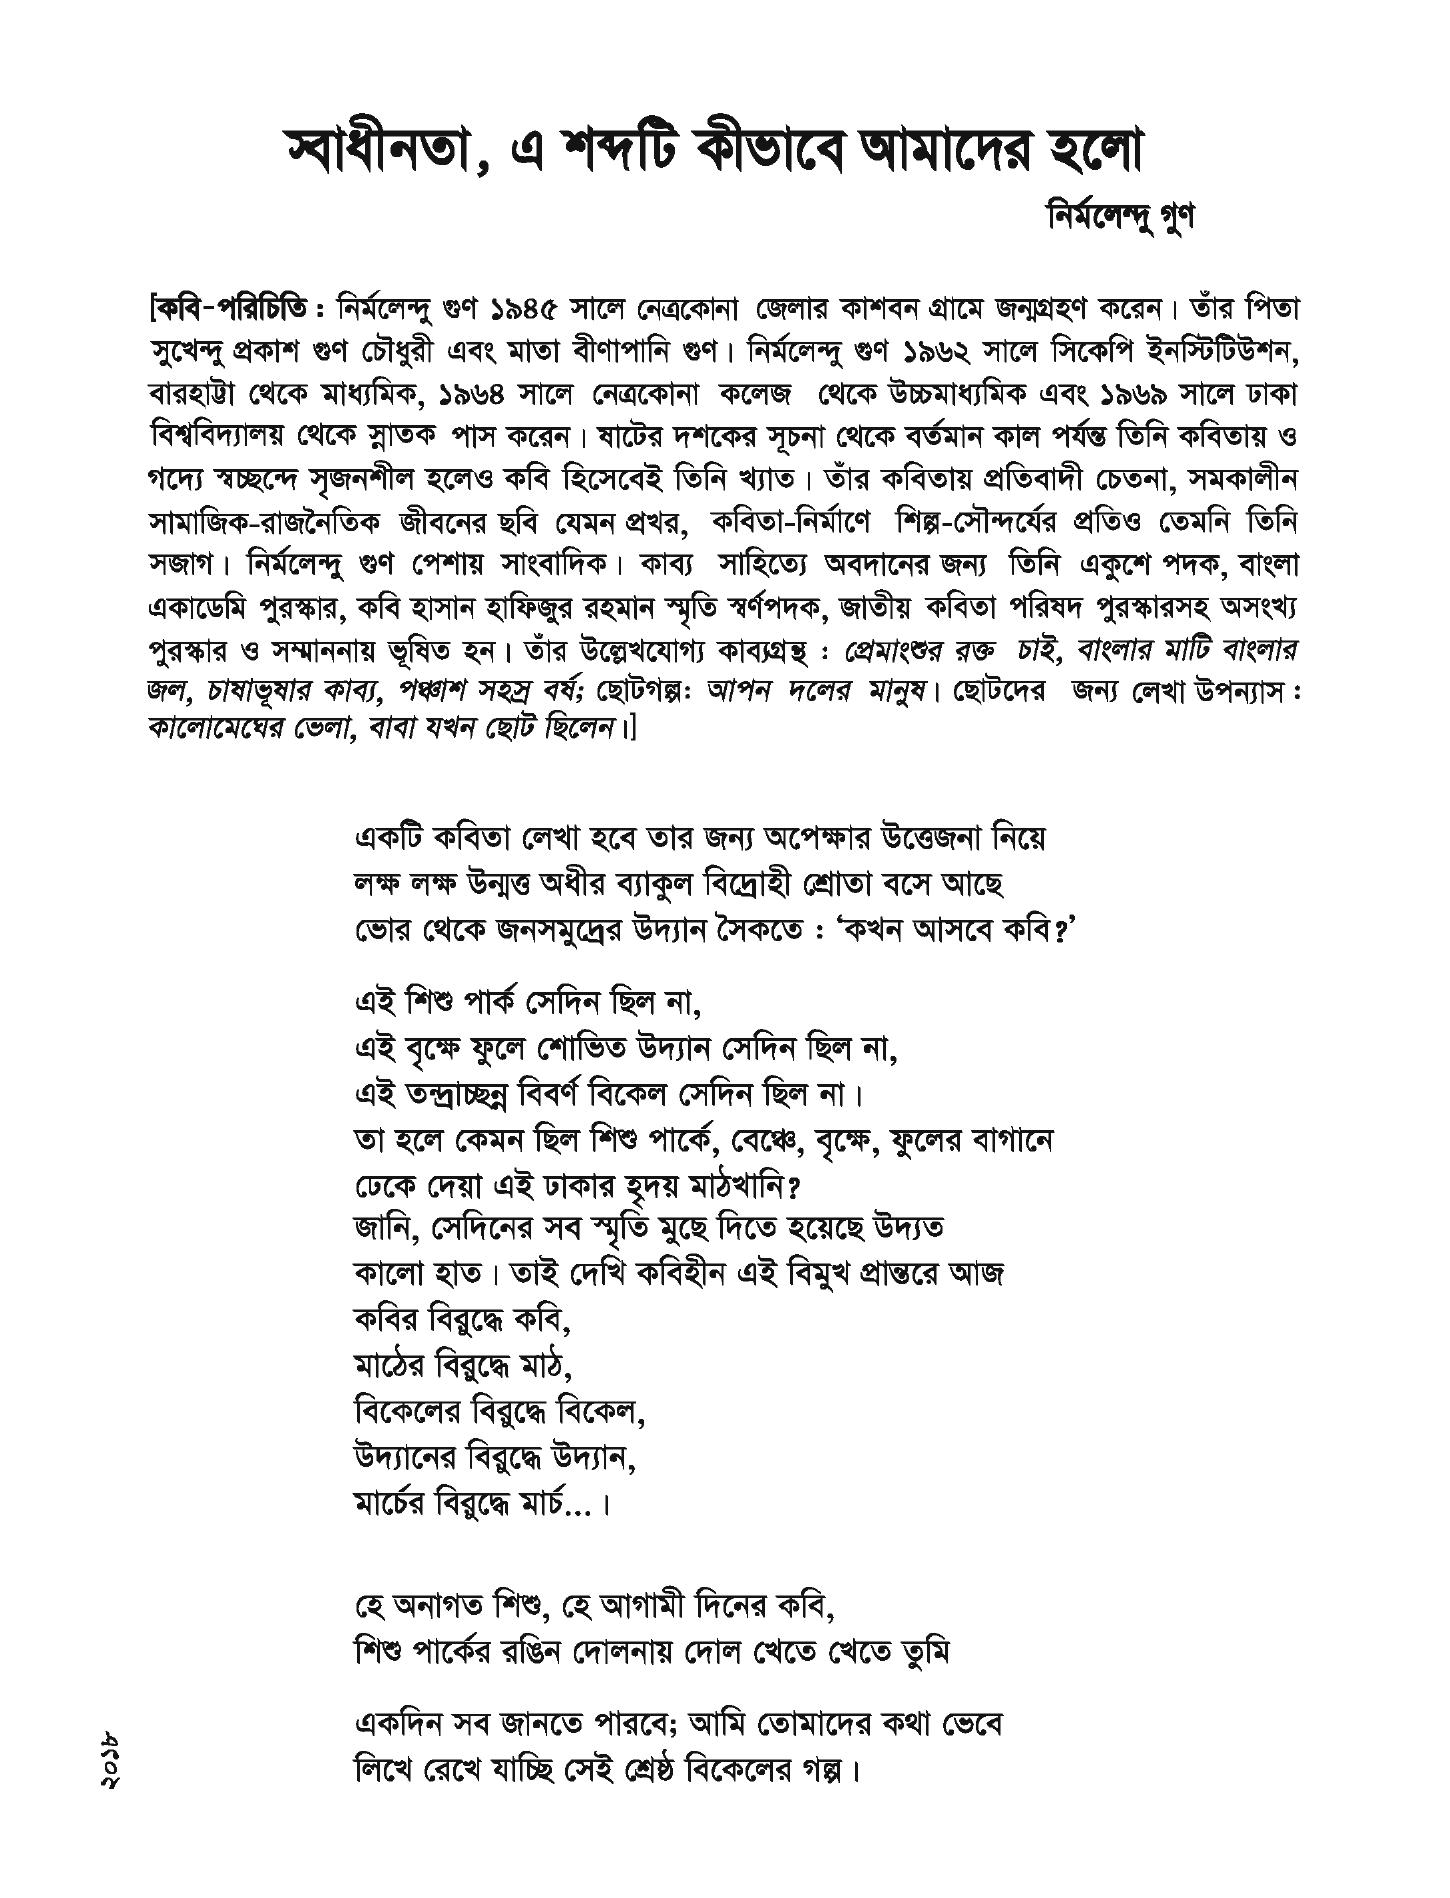 স্বাধীনতা, এ শব্দটি কীভাবে আমাদের হলো
নির্মলেন্দু গুণ
[কবি-পরিচিতি : নির্মলেন্দু গুণ ১৯৪৫ সালে নেত্রকোনা জেলার কাশবন গ্রামে জন্মগ্রহণ করেন। তাঁর পিতা
সুখেন্দু প্রকাশ গুণ চৌধুরী এবং মাতা বীণাপানি গুণ। নির্মলেন্দু গুণ ১৯৬২ সালে সিকেপি ইনস্টিটিউশন,
বারহাট্টা থেকে মাধ্যমিক, ১৯৬৪ সালে নেত্রকোনা কলেজ থেকে উচ্চমাধ্যমিক এবং ১৯৬৯ সালে ঢাকা
বিশ্ববিদ্যালয় থেকে স্নাতক পাস করেন। ষাটের দশকের সূচনা থেকে বর্তমান কাল পর্যন্ত তিনি কবিতায় ও
গদ্যে স্বচ্ছন্দে সৃজনশীল হলেও কবি হিসেবেই তিনি খ্যাত। তাঁর কবিতায় প্রতিবাদী চেতনা, সমকালীন
সামাজিক-রাজনৈতিক জীবনের ছবি যেমন প্রখর, কবিতা-নির্মাণে শিল্প-সৌন্দর্যের প্রতিও তেমনি তিনি
সজাগ। নির্মলেন্দু গুণ পেশায় সাংবাদিক। কাব্য সাহিত্যে অবদানের জন্য তিনি একুশে পদক, বাংলা
একাডেমি পুরস্কার, কবি হাসান হাফিজুর রহমান স্মৃতি স্বর্ণপদক, জাতীয় কবিতা পরিষদ পুরস্কারসহ অসংখ্য
পুরস্কার ও সম্মাননায় ভূষিত হন। তাঁর উল্লেখযোগ্য কাব্যগ্রন্থ : প্রেমাংশুর রক্ত চাই, বাংলার মাটি বাংলার
জল, চাষাভূষার কাব্য, পঞ্চাশ সহস্র বর্ষ; ছোটগল্প: আপন দলের মানুষ। ছোটদের জন্য লেখা উপন্যাস :
কালোমেঘের ভেলা, বাবা যখন ছোট ছিলেন।]
একটি কবিতা লেখা হবে তার জন্য অপেক্ষার উত্তেজনা নিয়ে
লক্ষ লক্ষ উন্মত্ত অধীর ব্যাকুল বিদ্রোহী শ্রোতা বসে আছে
ভোর থেকে জনসমুদ্রের উদ্যান সৈকতে : ‘কখন আসবে কবি?’
এই শিশু পার্ক সেদিন ছিল না,
এই বৃক্ষে ফুলে শোভিত উদ্যান সেদিন ছিল না,
এই তন্দ্রাচ্ছন্ন বিবর্ণ বিকেল সেদিন ছিল না।
তা হলে কেমন ছিল শিশু পার্কে, বেঞ্চে, বৃক্ষে, ফুলের বাগানে
ঢেকে দেয়া এই ঢাকার হৃদয় মাঠখানি?
জানি, সেদিনের সব স্মৃতি মুছে দিতে হয়েছে উদ্যত
কালো হাত। তাই দেখি কবিহীন এই বিমুখ প্রান্তরে আজ
কবির বিরুদ্ধে কবি,
মাঠের বিরুদ্ধে মাঠ,
বিকেলের বিরুদ্ধে বিকেল,
উদ্যানের বিরুদ্ধে উদ্যান,
মার্চের বিরুদ্ধে মার্চ...।
হে অনাগত শিশু, হে আগামী দিনের কবি,
শিশু পার্কের রঙিন দোলনায় দোল খেতে খেতে তুমি
একদিন সব জানতে পারবে; আমি তোমাদের কথা ভেবে
লিখে রেখে যাচ্ছি সেই শ্রেষ্ঠ বিকেলের গল্প।
২০১৮